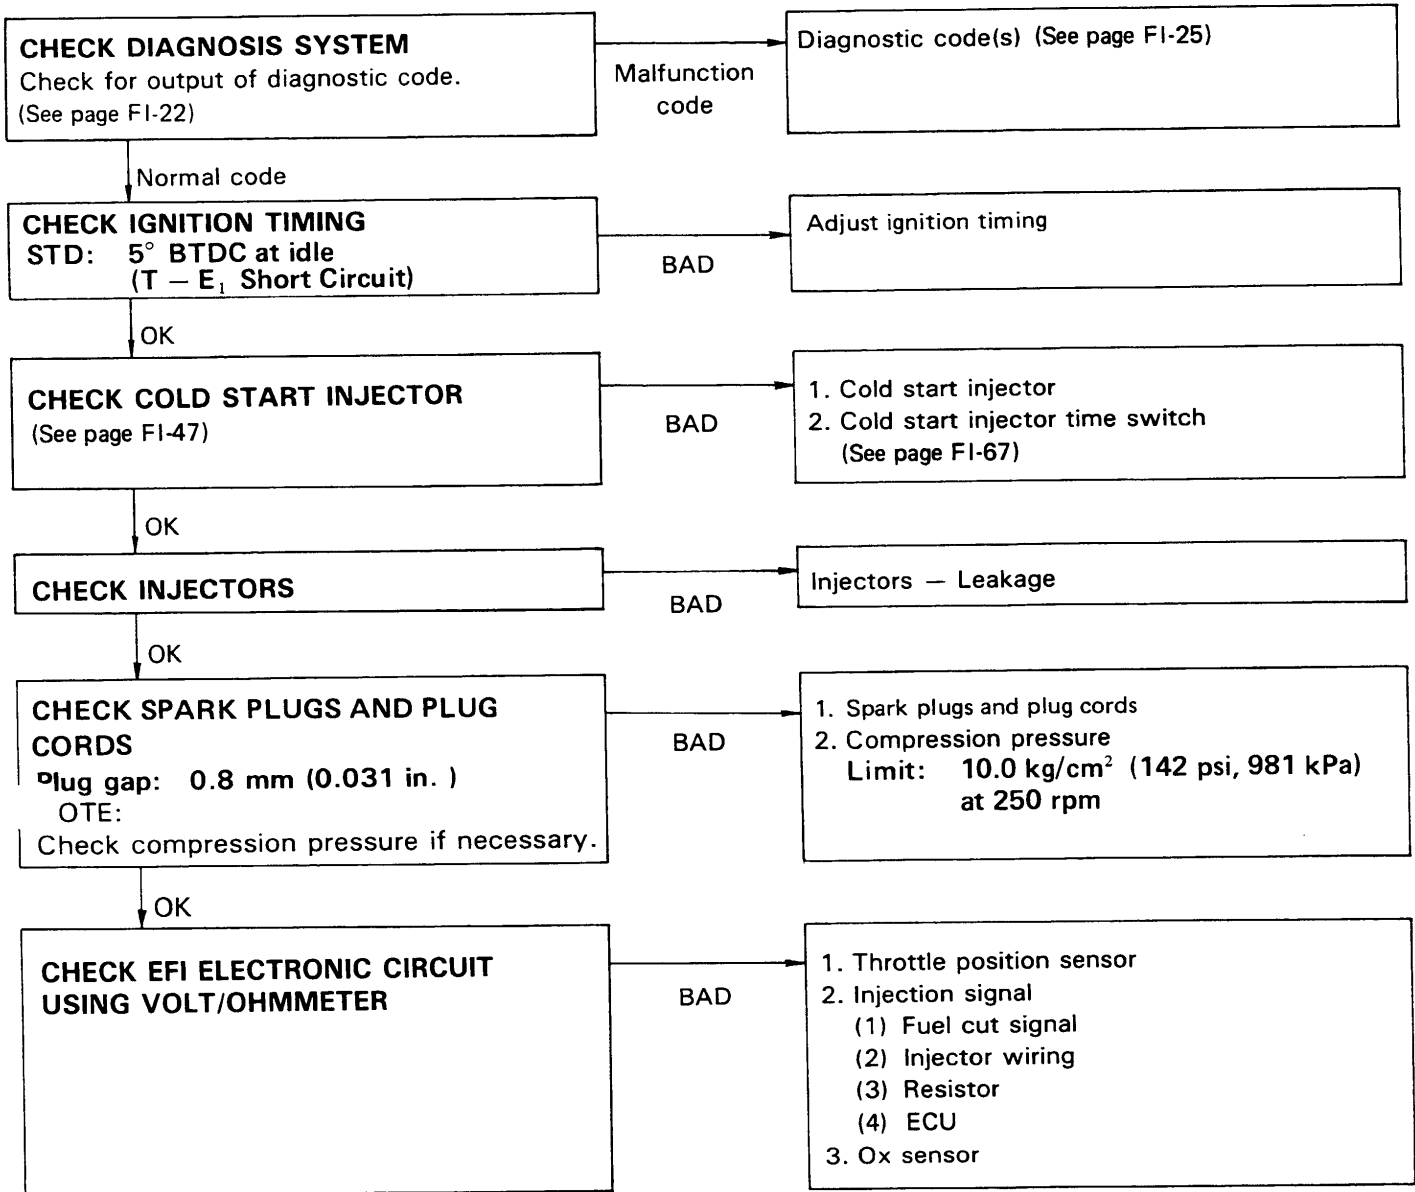 CHECK DIAGNOSIS SYSTEM
Check for output of diagnostic code.
(See page FI-22)
Malfunction
code
Diagnostic code(s) (See page FI-25)
Normal code
CHECK IGNITION TIMING
STD: 5° BTDC at idle
(T – E₁ Short Circuit)
BAD
Adjust ignition timing
OK
CHECK COLD START INJECTOR
(See page FI-47)
BAD
1. Cold start injector
2. Cold start injector time switch
(See page FI-67)
OK
CHECK INJECTORS
BAD
Injectors – Leakage
OK
CHECK SPARK PLUGS AND PLUG
CORDS
Plug gap: 0.8 mm (0.031 in. )
OTE:
Check compression pressure if necessary.
BAD
1. Spark plugs and plug cords
2. Compression pressure
Limit: 10.0 kg/cm² (142 psi, 981 kPa)
at 250 rpm
OK
CHECK EFI ELECTRONIC CIRCUIT
USING VOLT/OHMMETER
BAD
1. Throttle position sensor
2. Injection signal
(1) Fuel cut signal
(2) Injector wiring
(3) Resistor
(4) ECU
3. Ox sensor